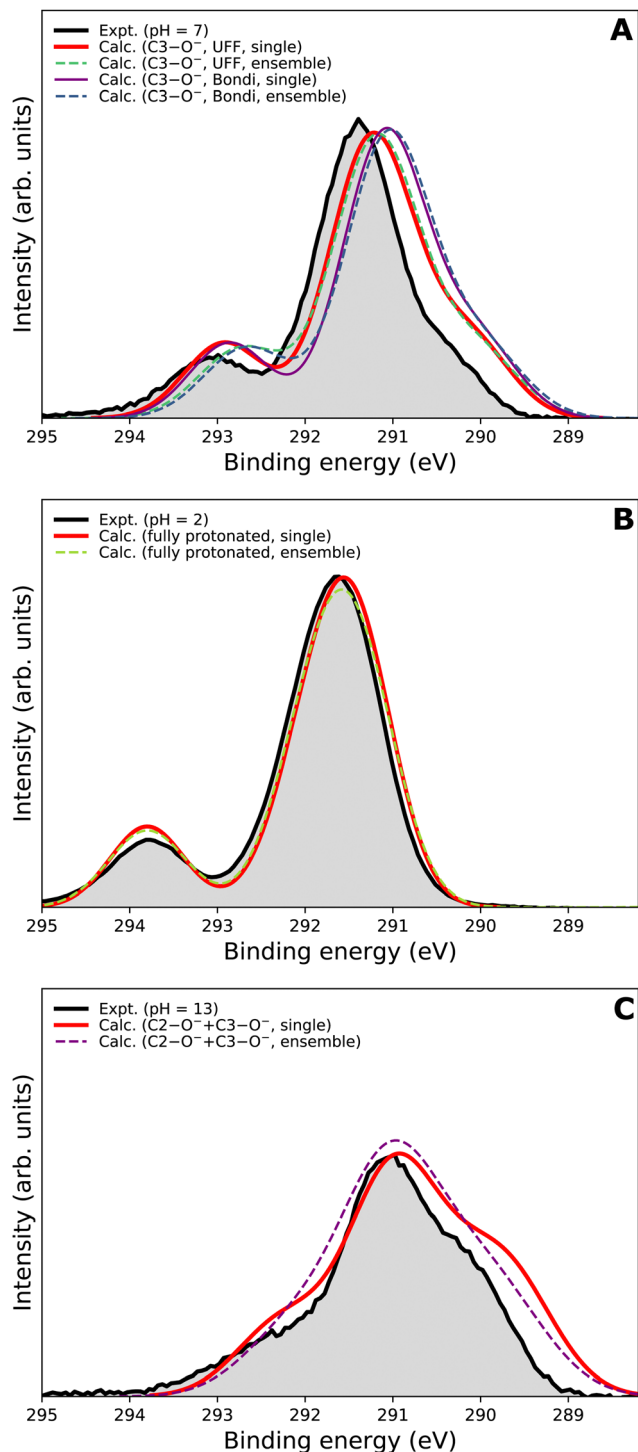 A
Expt. (pH = 7)
Calc. (C3−O⁻, UFF, single)
Calc. (C3−O⁻, UFF, ensemble)
Calc. (C3−O⁻, Bondi, single)
Calc. (C3−O⁻, Bondi, ensemble)
Intensity (arb. units)
295 294 293 292 291 290 289
Binding energy (eV)
B
Expt. (pH = 2)
Calc. (fully protonated, single)
Calc. (fully protonated, ensemble)
Intensity (arb. units)
295 294 293 292 291 290 289
Binding energy (eV)
C
Expt. (pH = 13)
Calc. (C2−O⁻+C3−O⁻, single)
Calc. (C2−O⁻+C3−O⁻, ensemble)
Intensity (arb. units)
295 294 293 292 291 290 289
Binding energy (eV)